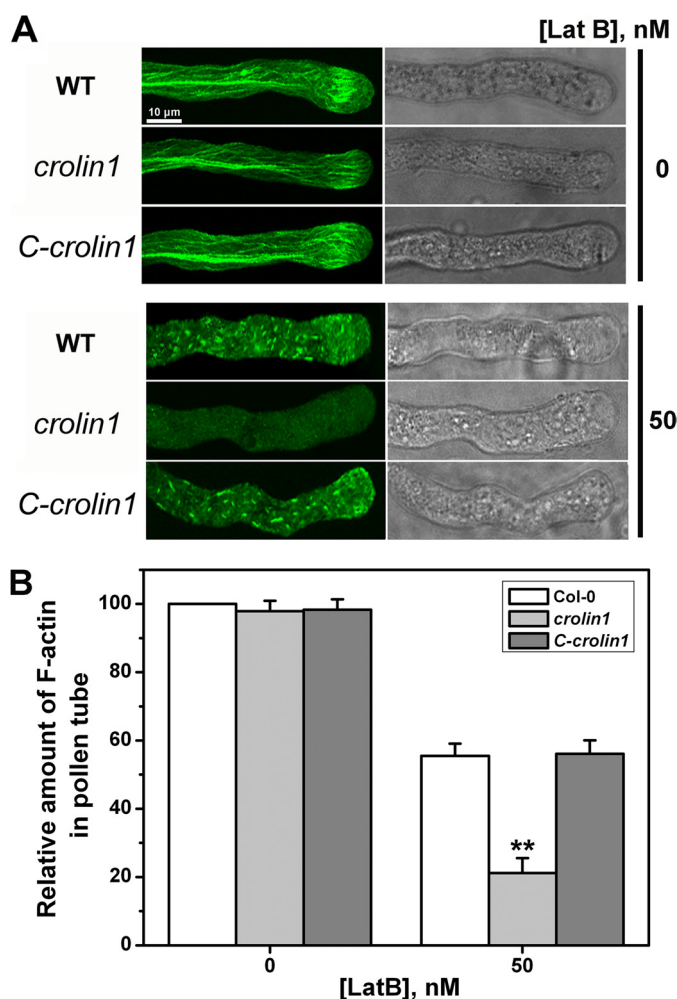 A
[Lat B], nM
WT
10 µm
crolin1
0
C-crolin1
WT
crolin1
50
C-crolin1
B
Relative amount of F-actin
in pollen tube
100
80
60
40
20
0
Col-0
crolin1
C-crolin1
**
0
50
[LatB], nM